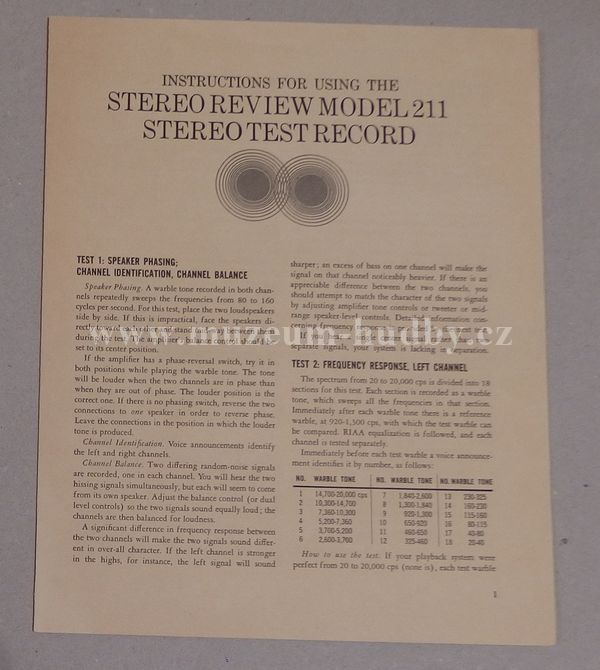 INSTRUCTIONS FOR USING THE
STEREO REVIEW MODEL 211
STEREO TEST RECORD
TEST 1: SPEAKER PHASING;
CHANNEL IDENTIFICATION, CHANNEL BALANCE
Speaker Phasing. A warble tone recorded in both chan-
nels repeatedly sweeps the frequencies from 80 to 160
cycles per second. For this test, place the two loudspeakers
side by side. If this is impractical, face the speakers di-
set to its center position.
If the amplifier has a phase-reversal switch, try it in
both positions while playing the warble tone. The tone
will be louder when the two channels are in phase than
when they are out of phase. The louder position is the
correct one. If there is no phasing switch, reverse the two
connections to one speaker in order to reverse phase.
Leave the connections in the position in which the louder
tone is produced.
Channel Identification. Voice announcements identify
the left and right channels.
Channel Balance. Two differing random-noise signals
are recorded, one in each channel. You will hear the two
hissing signals simultaneously, but each will seem to come
from its own speaker. Adjust the balance control (or dual
level controls) so the two signals sound equally loud; the
channels are then balanced for loudness.
A significant difference in frequency response between
the two channels will make the two signals sound differ-
ent in over-all character. If the left channel is stronger
in the highs, for instance, the left signal will sound
sharper; an excess of bass on one channel will make the
signal on that channel noticeably heavier. If there is an
appreciable difference between the two channels, you
should attempt to match the character of the two signals
by adjusting amplifier tone controls or tweeter or mid-
range speaker-level controls. Detailed information con-
separate signals, your system is lacking in separation.
TEST 2: FREQUENCY RESPONSE, LEFT CHANNEL
The spectrum from 20 to 20,000 cps is divided into 18
sections for this test. Each section is recorded as a warble
tone, which sweeps all the frequencies in that section.
Immediately after each warble tone there is a reference
warble, at 920-1,300 cps, with which the test warble can
be compared. RIAA equalization is followed, and each
channel is tested separately.
Immediately before each test warble a voice announce-
ment identifies it by number, as follows:
NO. WARBLE TONE NO. WARBLE TONE NO. WARBLE TONE
1 14,700-20,000 cps 7 1,840-2,600 13 230-325
2 10,300-14,700 8 1,300-1,840 14 160-230
3 7,360-10,300 9 920-1,300 15 115-160
4 5,200-7,360 10 650-920 16 80-115
5 3,700-5,200 11 460-650 17 40-80
6 2,600-3,700 12 325-460 18 20-40
How to use the test. If your playback system were
perfect from 20 to 20,000 cps (none is), each test warble
1
www.muzeum-hudby.cz